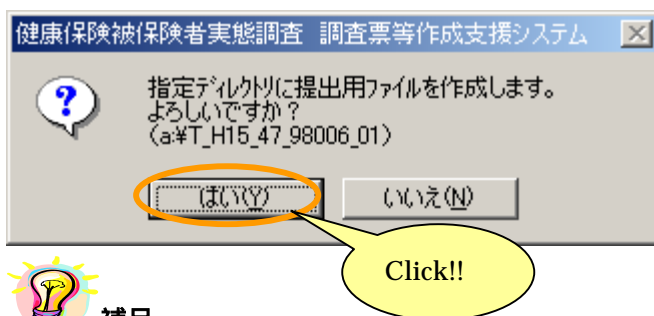 健康保険被保険者実態調査 調査票等作成支援システム
指定ディレクトリに提出用ファイルを作成します。
よろしいですか？
（a:¥T_H15_47_98006_01）
はい(Y) いいえ(N)
Click!!
補足